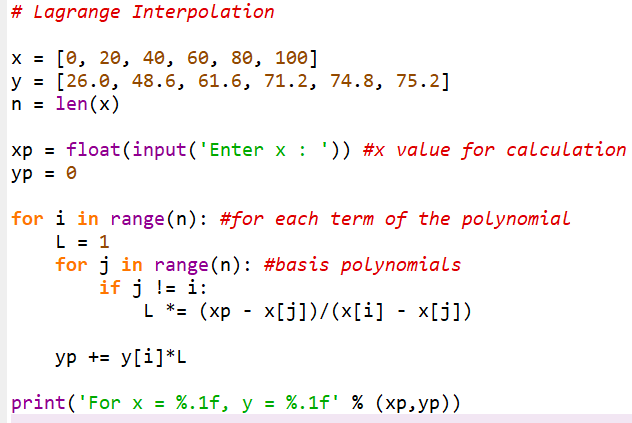 # Lagrange Interpolation
x = [0, 20, 40, 60, 80, 100]
y = [26.0, 48.6, 61.6, 71.2, 74.8, 75.2]
n = len(x)
xp = float(input('Enter x : ')) #x value for calculation
yp = 0
for i in range(n): #for each term of the polynomial
    L = 1
    for j in range(n): #basis polynomials
        if j != i:
            L *= (xp - x[j])/(x[i] - x[j])
    yp += y[i]*L
print('For x = %.1f, y = %.1f' % (xp,yp))